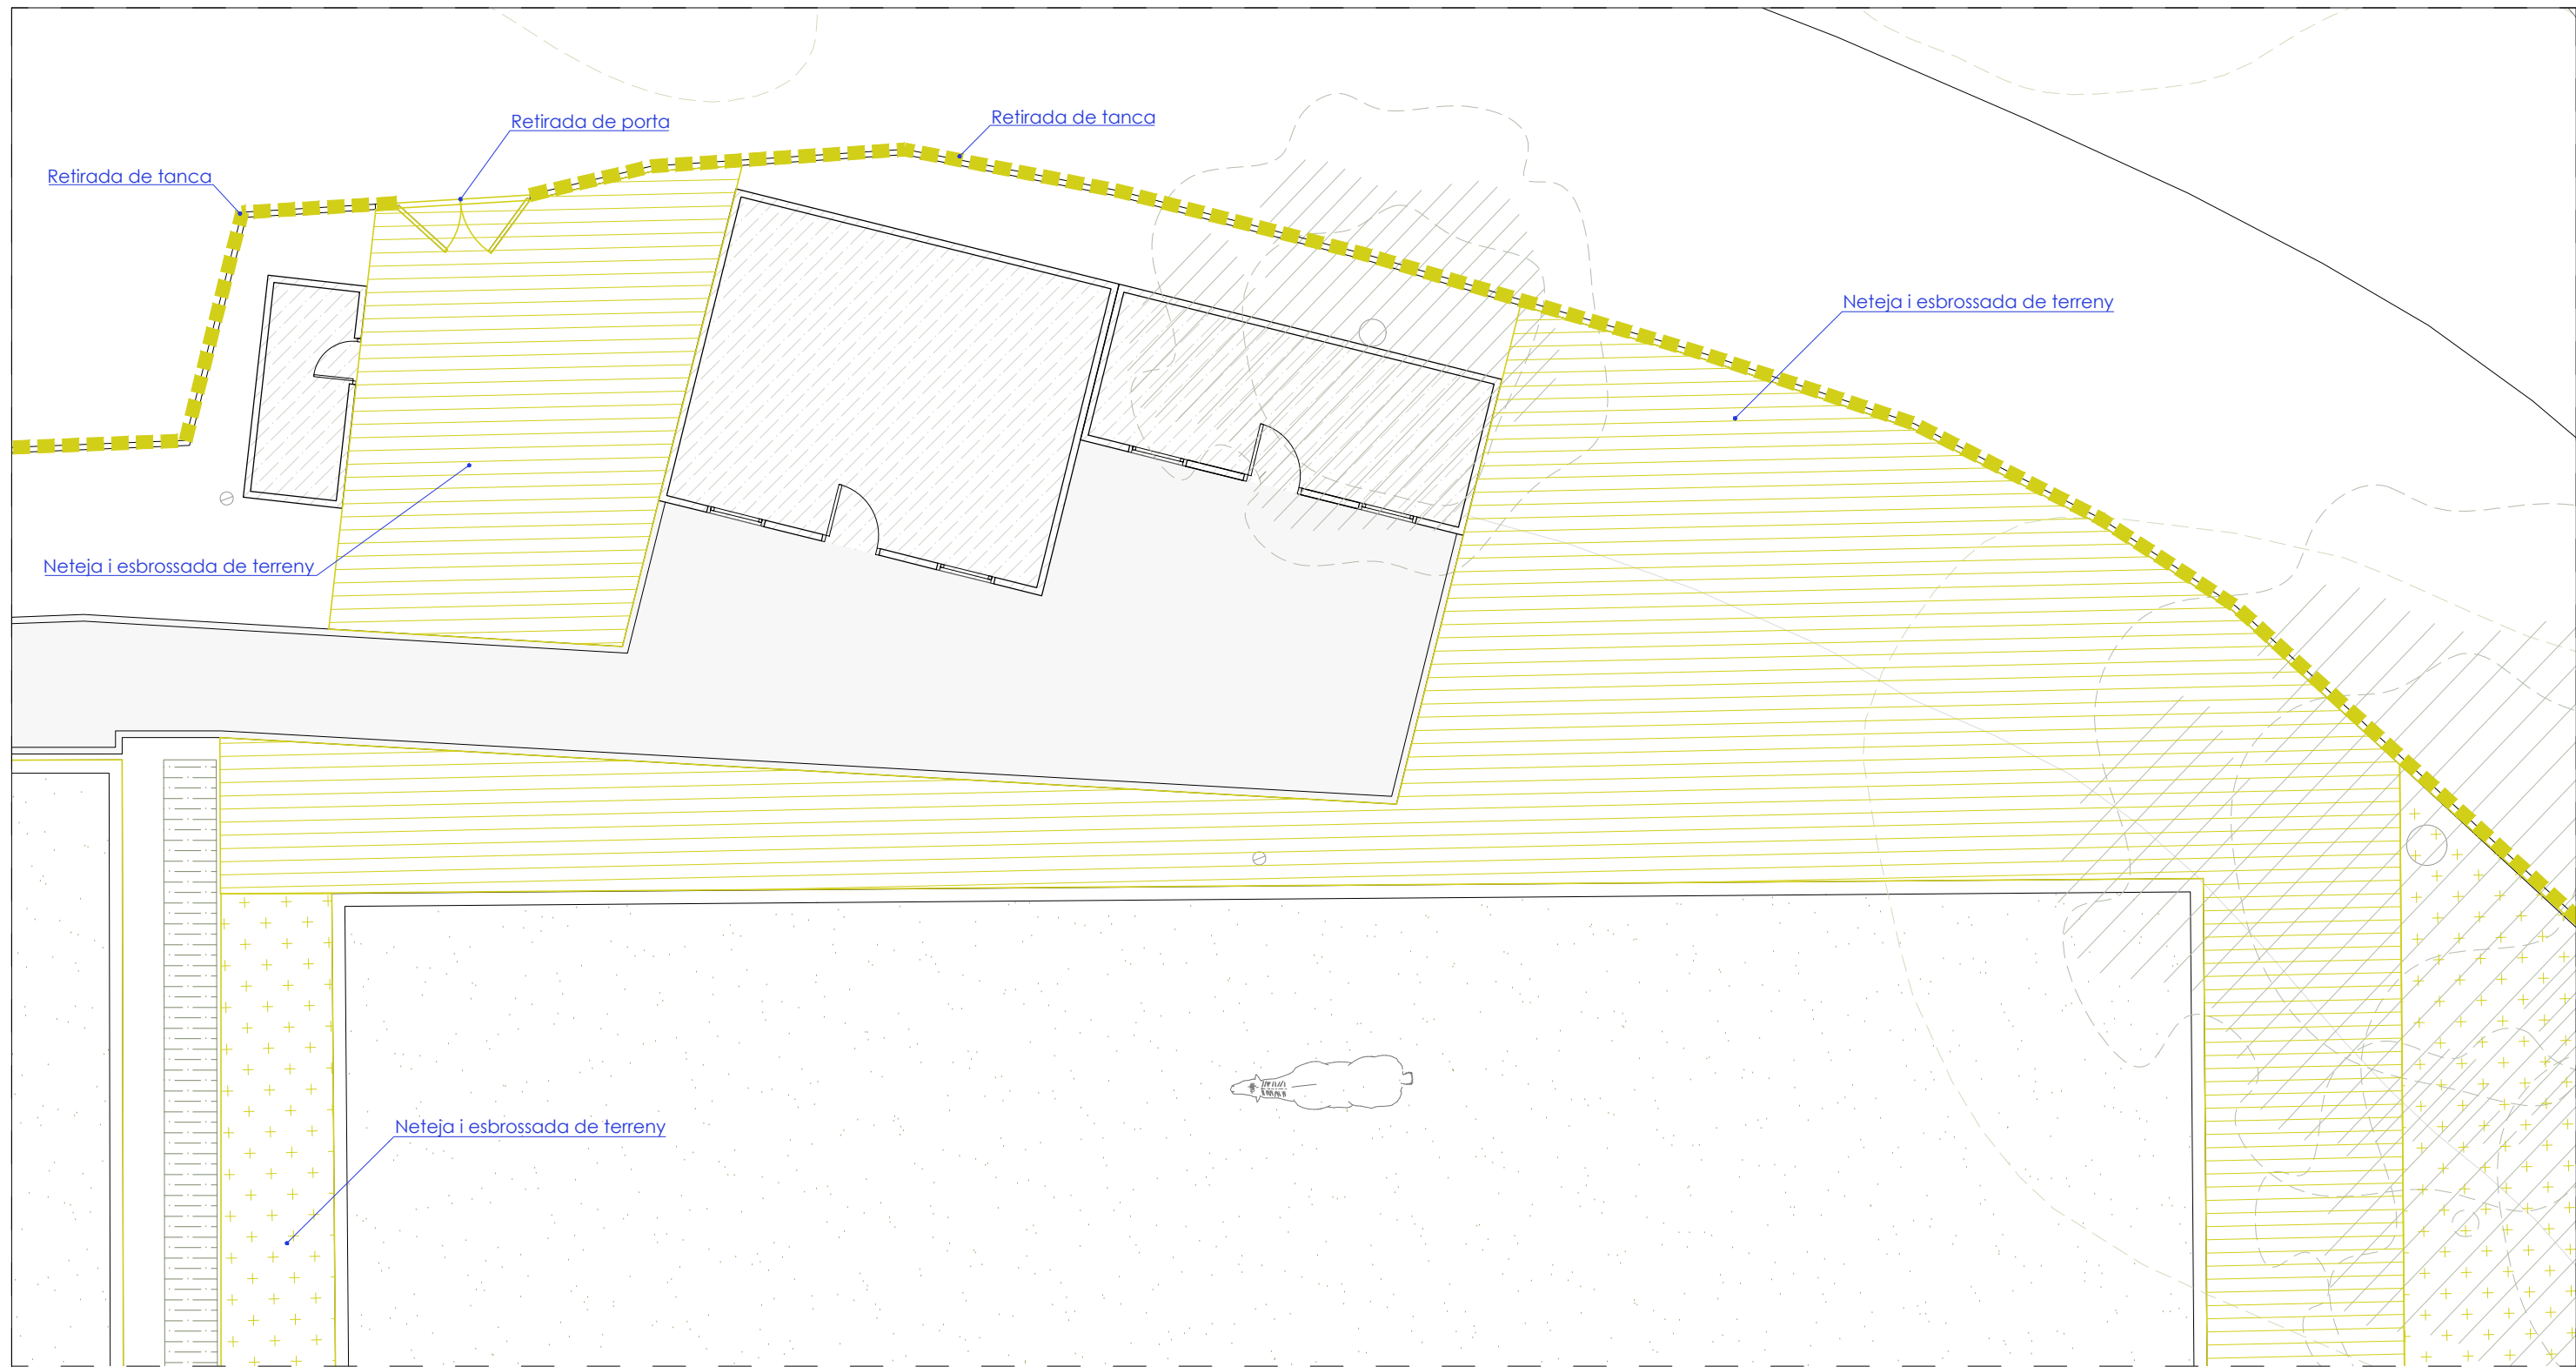 Retirada de tanca
Retirada de porta
Retirada de tanca
Neteja i esbrossada de terreny
Neteja i esbrossada de terreny
Neteja i esbrossada de terreny